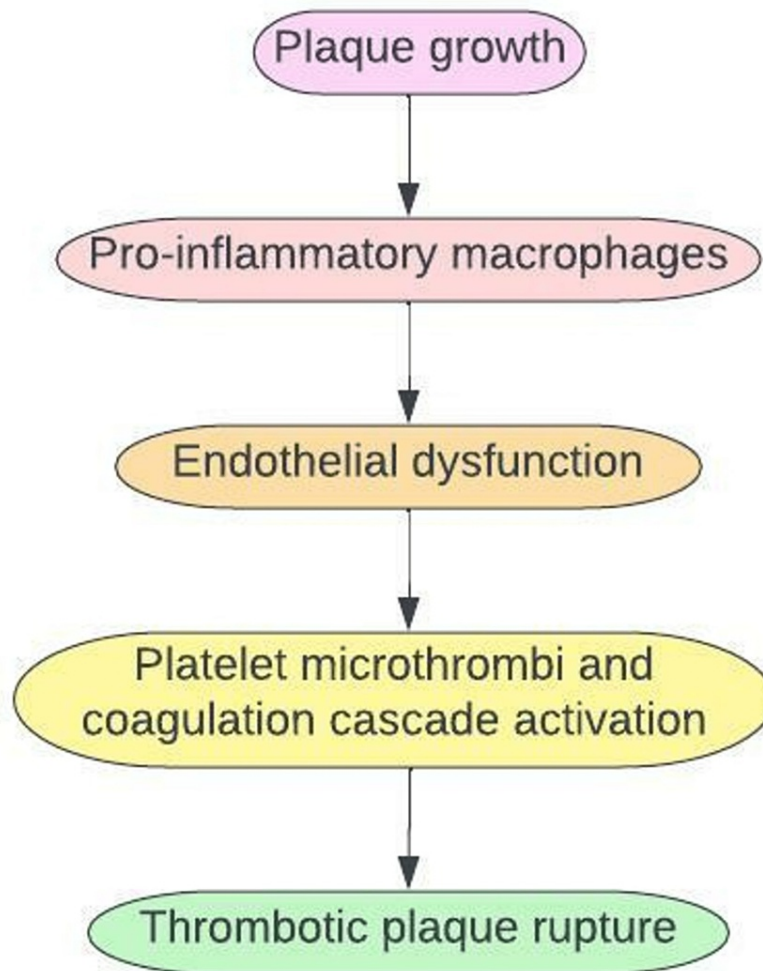 Plaque growth
Pro-inflammatory macrophages
Endothelial dysfunction
Platelet microthrombi and
coagulation cascade activation
Thrombotic plaque rupture